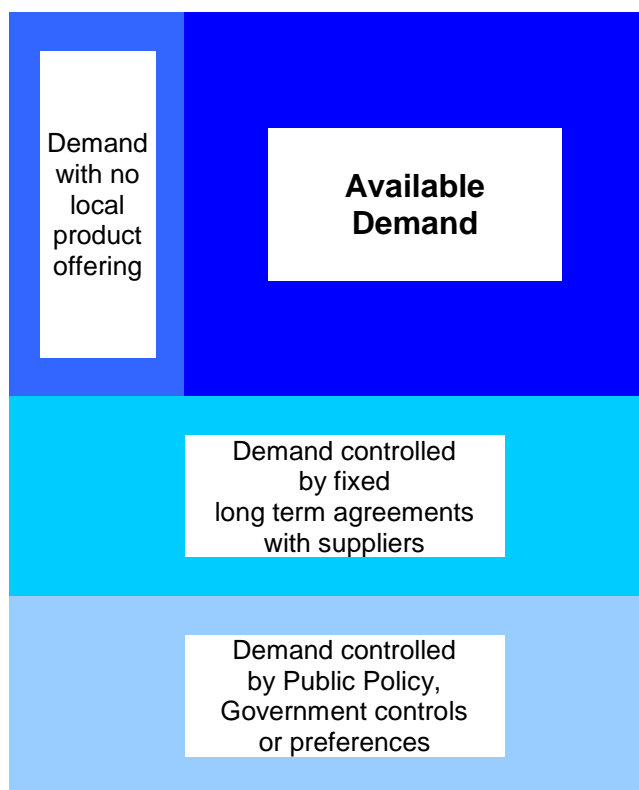 Demand
with no
local
product
offering
Available
Demand
Demand controlled
by fixed
long term agreements
with suppliers
Demand controlled
by Public Policy,
Government controls
or preferences